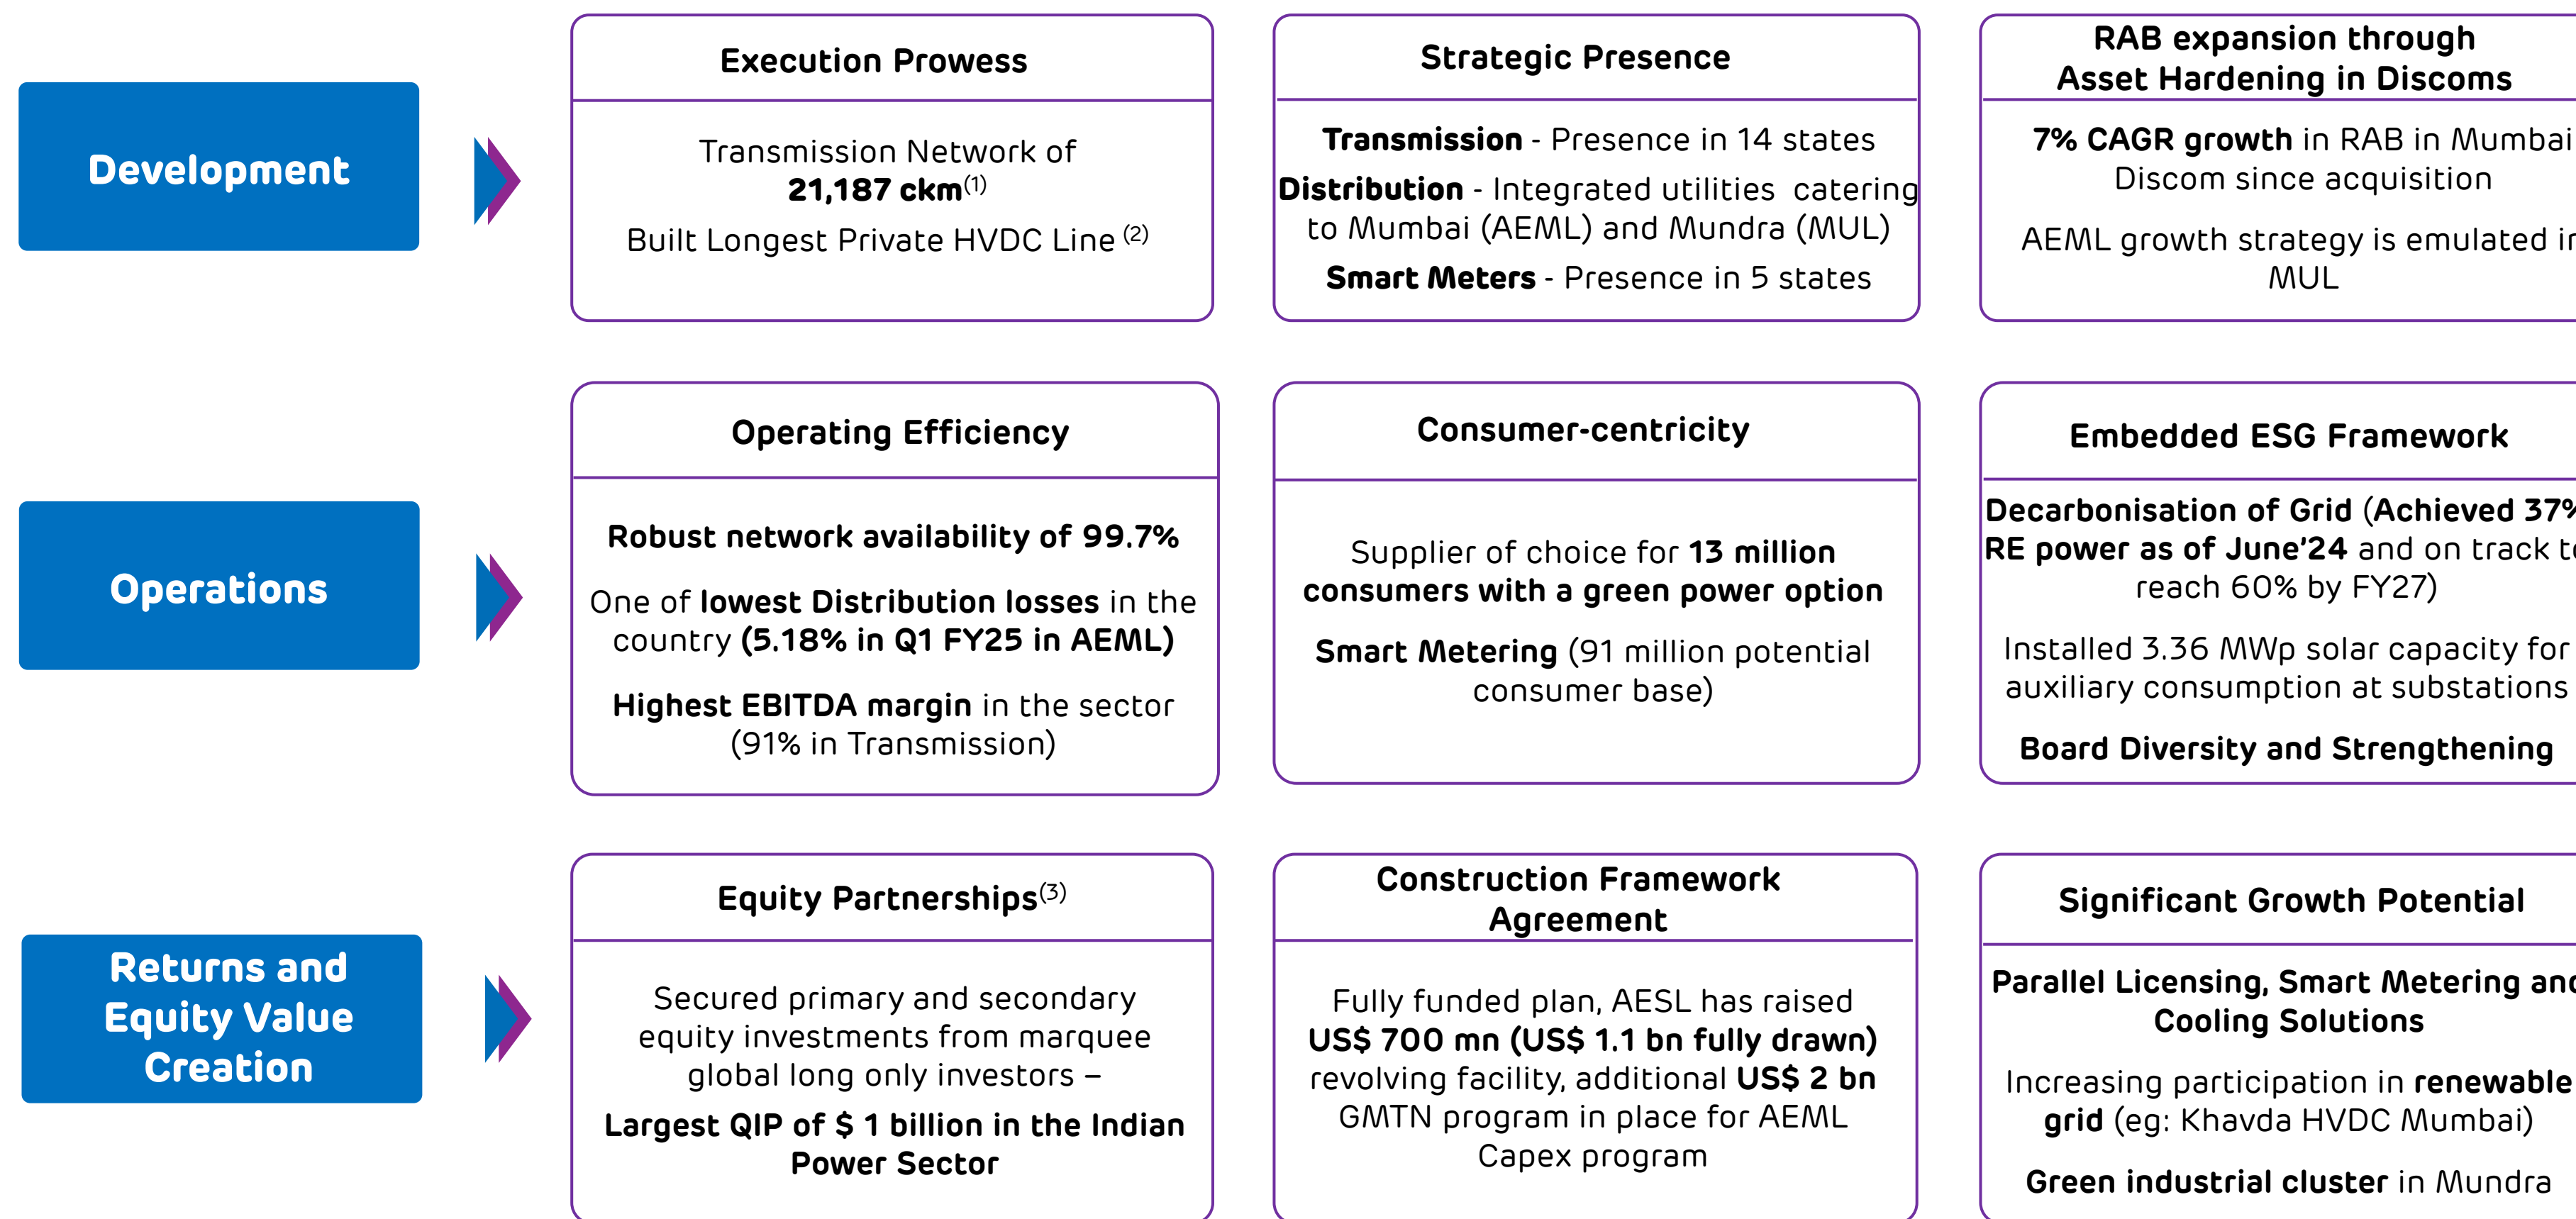 Development
Execution Prowess
Transmission Network of
21,187 ckm(1)
Built Longest Private HVDC Line (2)
Strategic Presence
Transmission - Presence in 14 states
Distribution - Integrated utilities catering
to Mumbai (AEML) and Mundra (MUL)
Smart Meters - Presence in 5 states
RAB expansion through
Asset Hardening in Discoms
7% CAGR growth in RAB in Mumbai
Discom since acquisition
AEML growth strategy is emulated in
MUL
Operations
Operating Efficiency
Robust network availability of 99.7%
One of lowest Distribution losses in the
country (5.18% in Q1 FY25 in AEML)
Highest EBITDA margin in the sector
(91% in Transmission)
Consumer-centricity
Supplier of choice for 13 million
consumers with a green power option
Smart Metering (91 million potential
consumer base)
Embedded ESG Framework
Decarbonisation of Grid (Achieved 37%
RE power as of June'24 and on track to
reach 60% by FY27)
Installed 3.36 MWp solar capacity for
auxiliary consumption at substations
Board Diversity and Strengthening
Returns and
Equity Value
Creation
Equity Partnerships(3)
Secured primary and secondary
equity investments from marquee
global long only investors –
Largest QIP of $ 1 billion in the Indian
Power Sector
Construction Framework
Agreement
Fully funded plan, AESL has raised
US$ 700 mn (US$ 1.1 bn fully drawn)
revolving facility, additional US$ 2 bn
GMTN program in place for AEML
Capex program
Significant Growth Potential
Parallel Licensing, Smart Metering and
Cooling Solutions
Increasing participation in renewable
grid (eg: Khavda HVDC Mumbai)
Green industrial cluster in Mundra